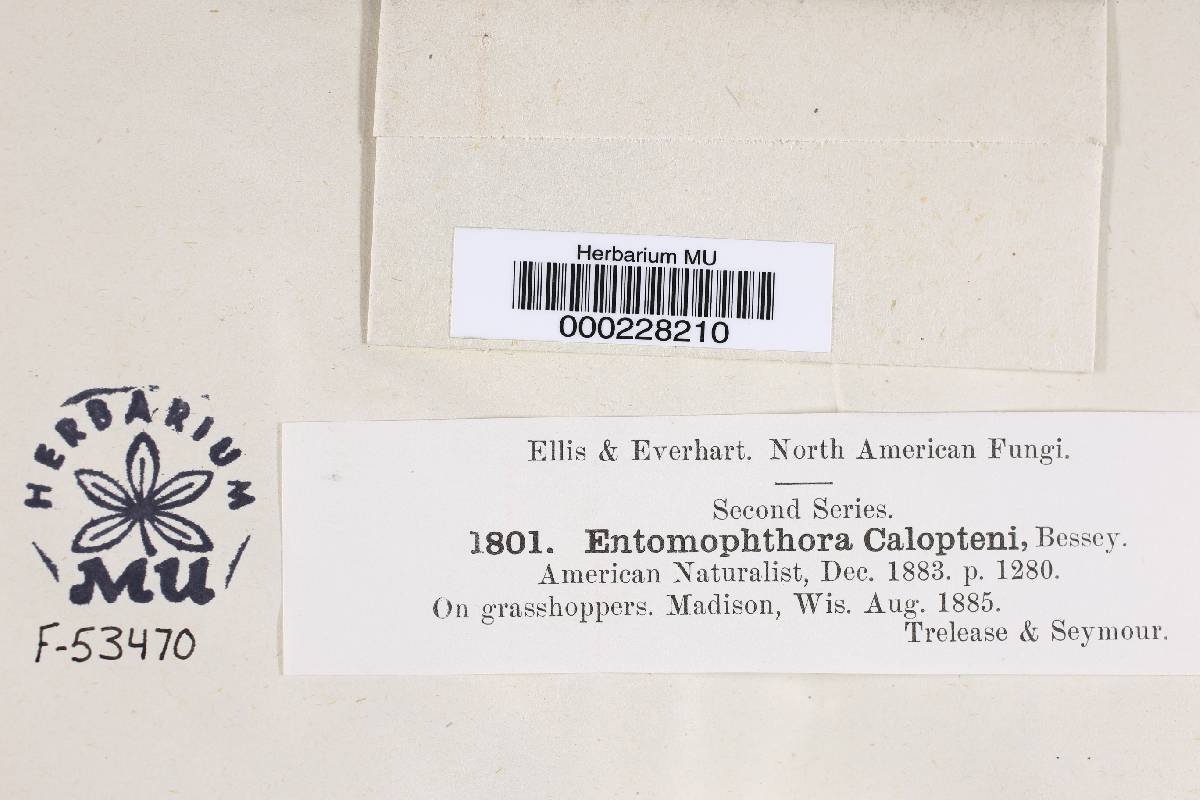 Herbarium MU
000228210
HERBARIUM
MU
F-53470
Ellis & Everhart. North American Fungi.
Second Series.
1801. Entomophthora Calopteni, Bessey.
American Naturalist, Dec. 1883. p. 1280.
On grasshoppers. Madison, Wis. Aug. 1885.
Trelease & Seymour.